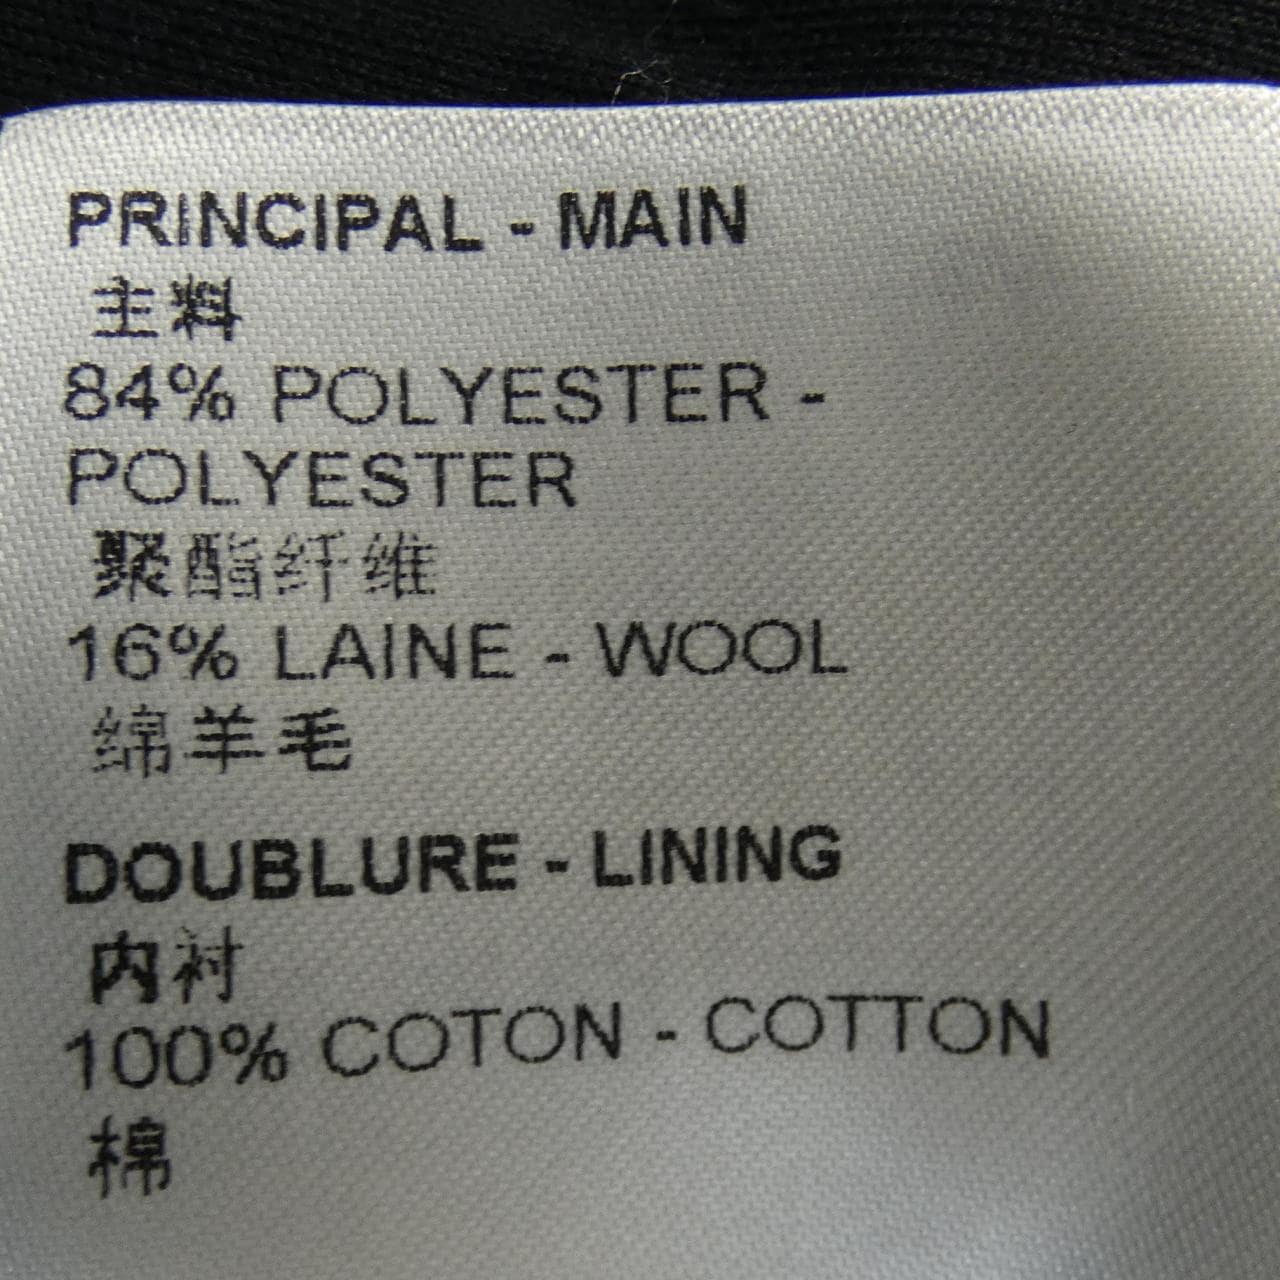 PRINCIPAL - MAIN
主料
84% POLYESTER -
POLYESTER
聚酯纤维
16% LAINE - WOOL
绵羊毛
DOUBLURE - LINING
内衬
100% COTON - COTTON
棉